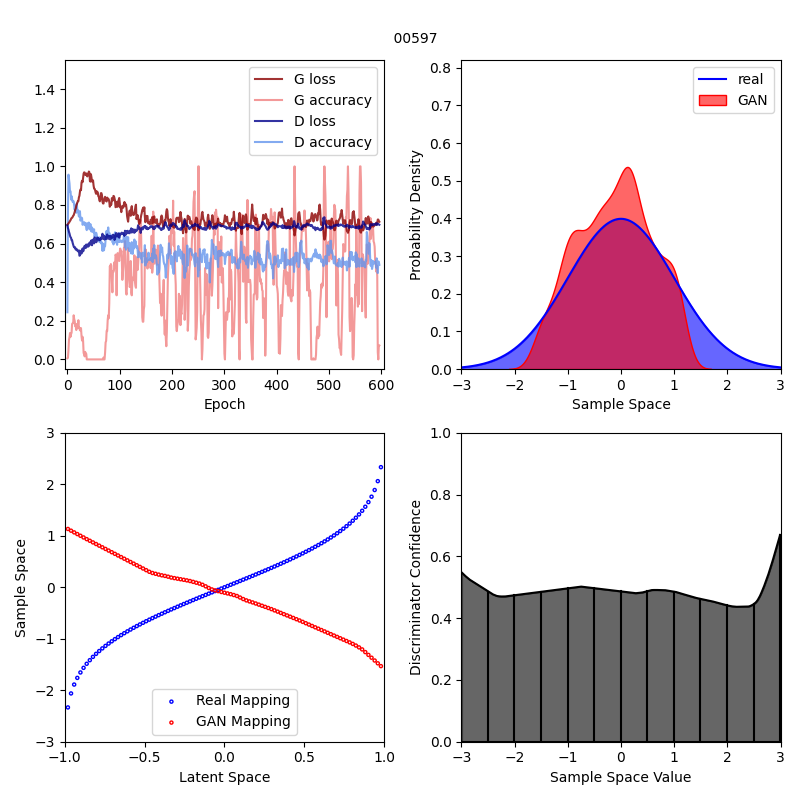 00597
1.4
1.2
1.0
0.8
0.6
0.4
0.2
0.0
0 100 200 300 400 500 600
Epoch
G loss
G accuracy
D loss
D accuracy
Probability Density
0.8
0.7
0.6
0.5
0.4
0.3
0.2
0.1
0.0
−3 −2 −1 0 1 2 3
Sample Space
real
GAN
Sample Space
3
2
1
0
−1
−2
−3
−1.0 −0.5 0.0 0.5 1.0
Latent Space
Real Mapping
GAN Mapping
Discriminator Confidence
1.0
0.8
0.6
0.4
0.2
0.0
−3 −2 −1 0 1 2 3
Sample Space Value